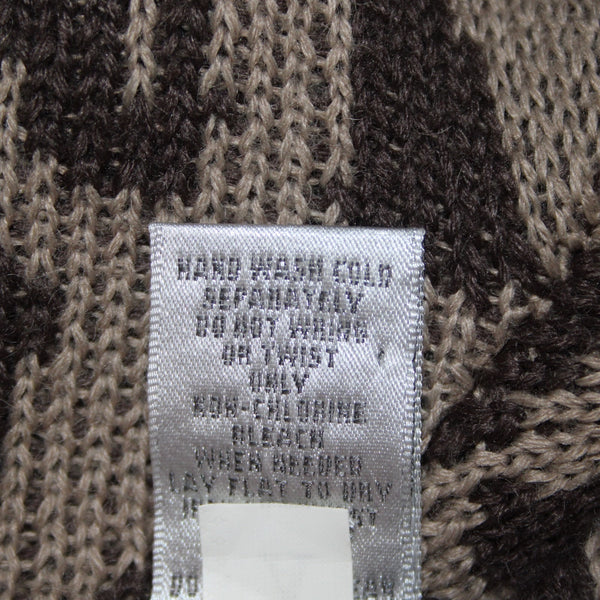 HAND WASH COLD
SEPARATELY
DO NOT WRING
OR TWIST
ONLY
NON-CHLORINE
BLEACH
WHEN NEEDED
LAY FLAT TO DRY
DO